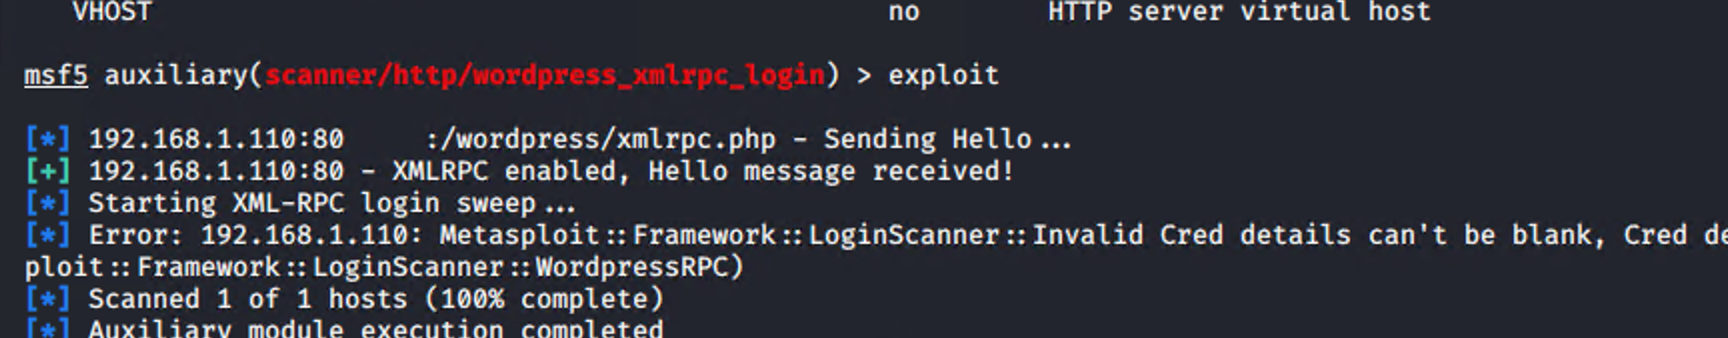 VHOST no HTTP server virtual host
msf5 auxiliary(scanner/http/wordpress_xmlrpc_login) > exploit
[*] 192.168.1.110:80 :/wordpress/xmlrpc.php - Sending Hello...
[+] 192.168.1.110:80 - XMLRPC enabled, Hello message received!
[*] Starting XML-RPC login sweep...
[*] Error: 192.168.1.110: Metasploit::Framework::LoginScanner::Invalid Cred details can't be blank, Cred de
ploit::Framework::LoginScanner::WordpressRPC)
[*] Scanned 1 of 1 hosts (100% complete)
[*] Auxiliary module execution completed